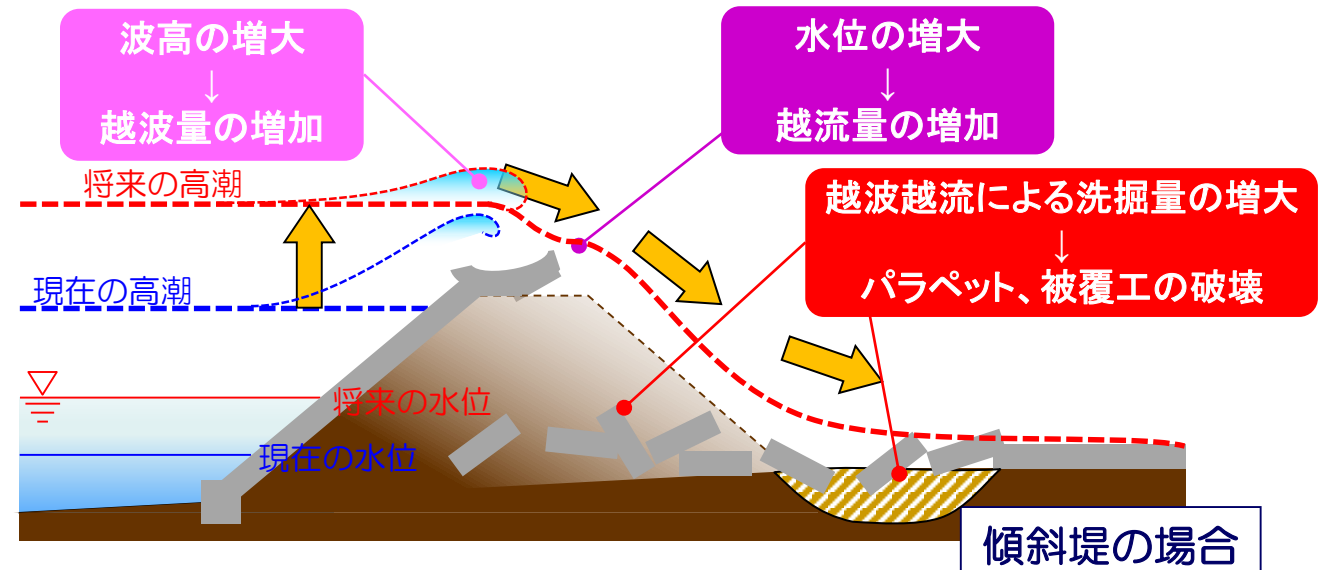 波高の増大
↓
越波量の増加
水位の増大
↓
越流量の増加
将来の高潮
越波越流による洗掘量の増大
↓
パラペット、被覆工の破壊
現在の高潮
将来の水位
現在の水位
傾斜堤の場合